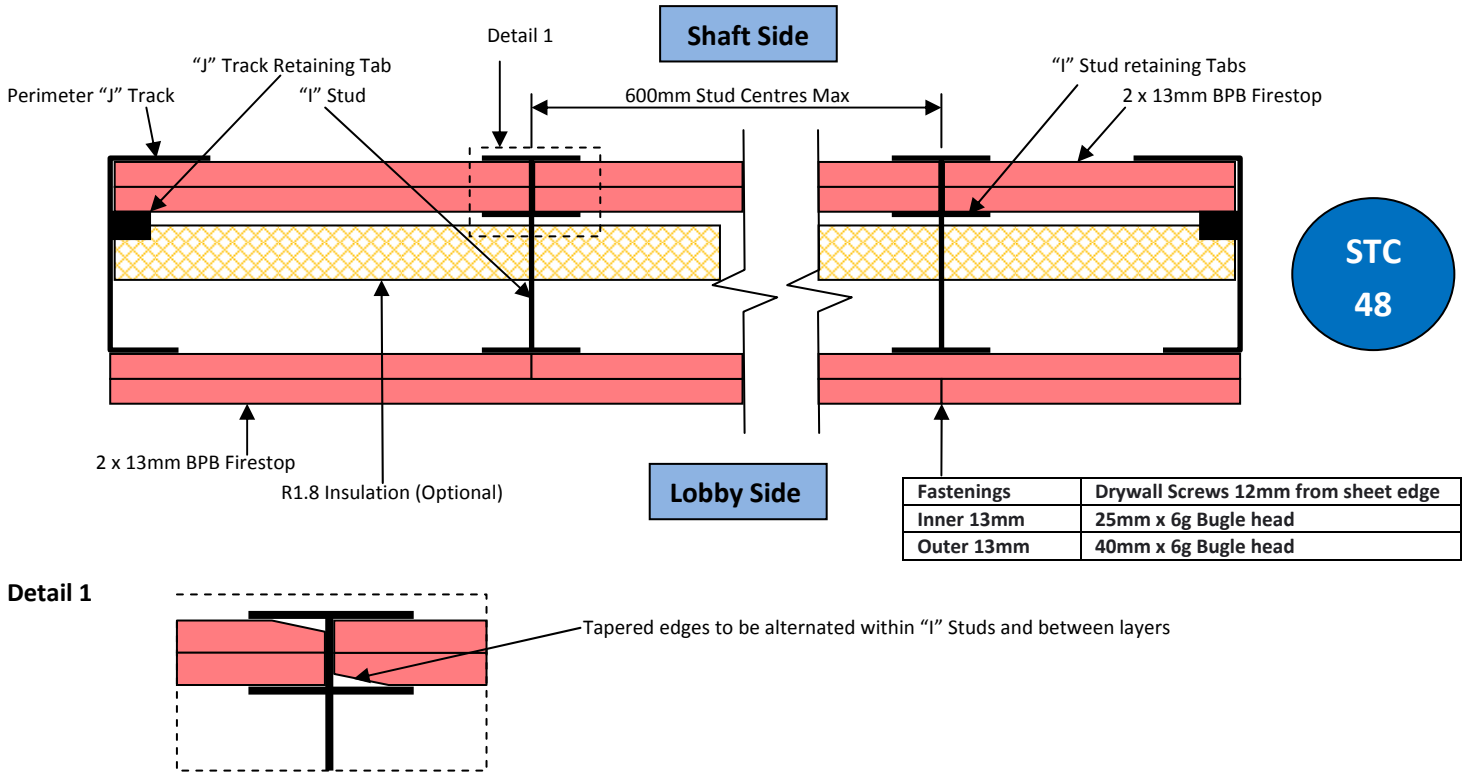 Detail 1
Shaft Side
"J" Track Retaining Tab
"I" Stud retaining Tabs
Perimeter "J" Track
"I" Stud
600mm Stud Centres Max
2 x 13mm BPB Firestop
STC
48
2 x 13mm BPB Firestop
R1.8 Insulation (Optional)
Lobby Side
Fastenings Drywall Screws 12mm from sheet edge
Inner 13mm 25mm x 6g Bugle head
Outer 13mm 40mm x 6g Bugle head
Detail 1
Tapered edges to be alternated within "I" Studs and between layers